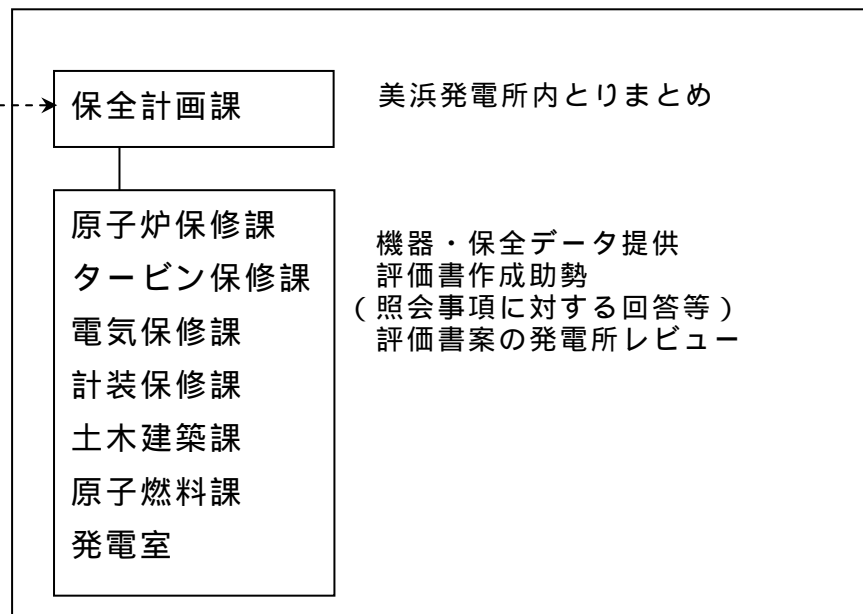 保全計画課
美浜発電所内とりまとめ
原子炉保修課
タービン保修課
電気保修課
計装保修課
土木建築課
原子燃料課
発電室
機器・保全データ提供
評価書作成助勢
(照会事項に対する回答等)
評価書案の発電所レビュー